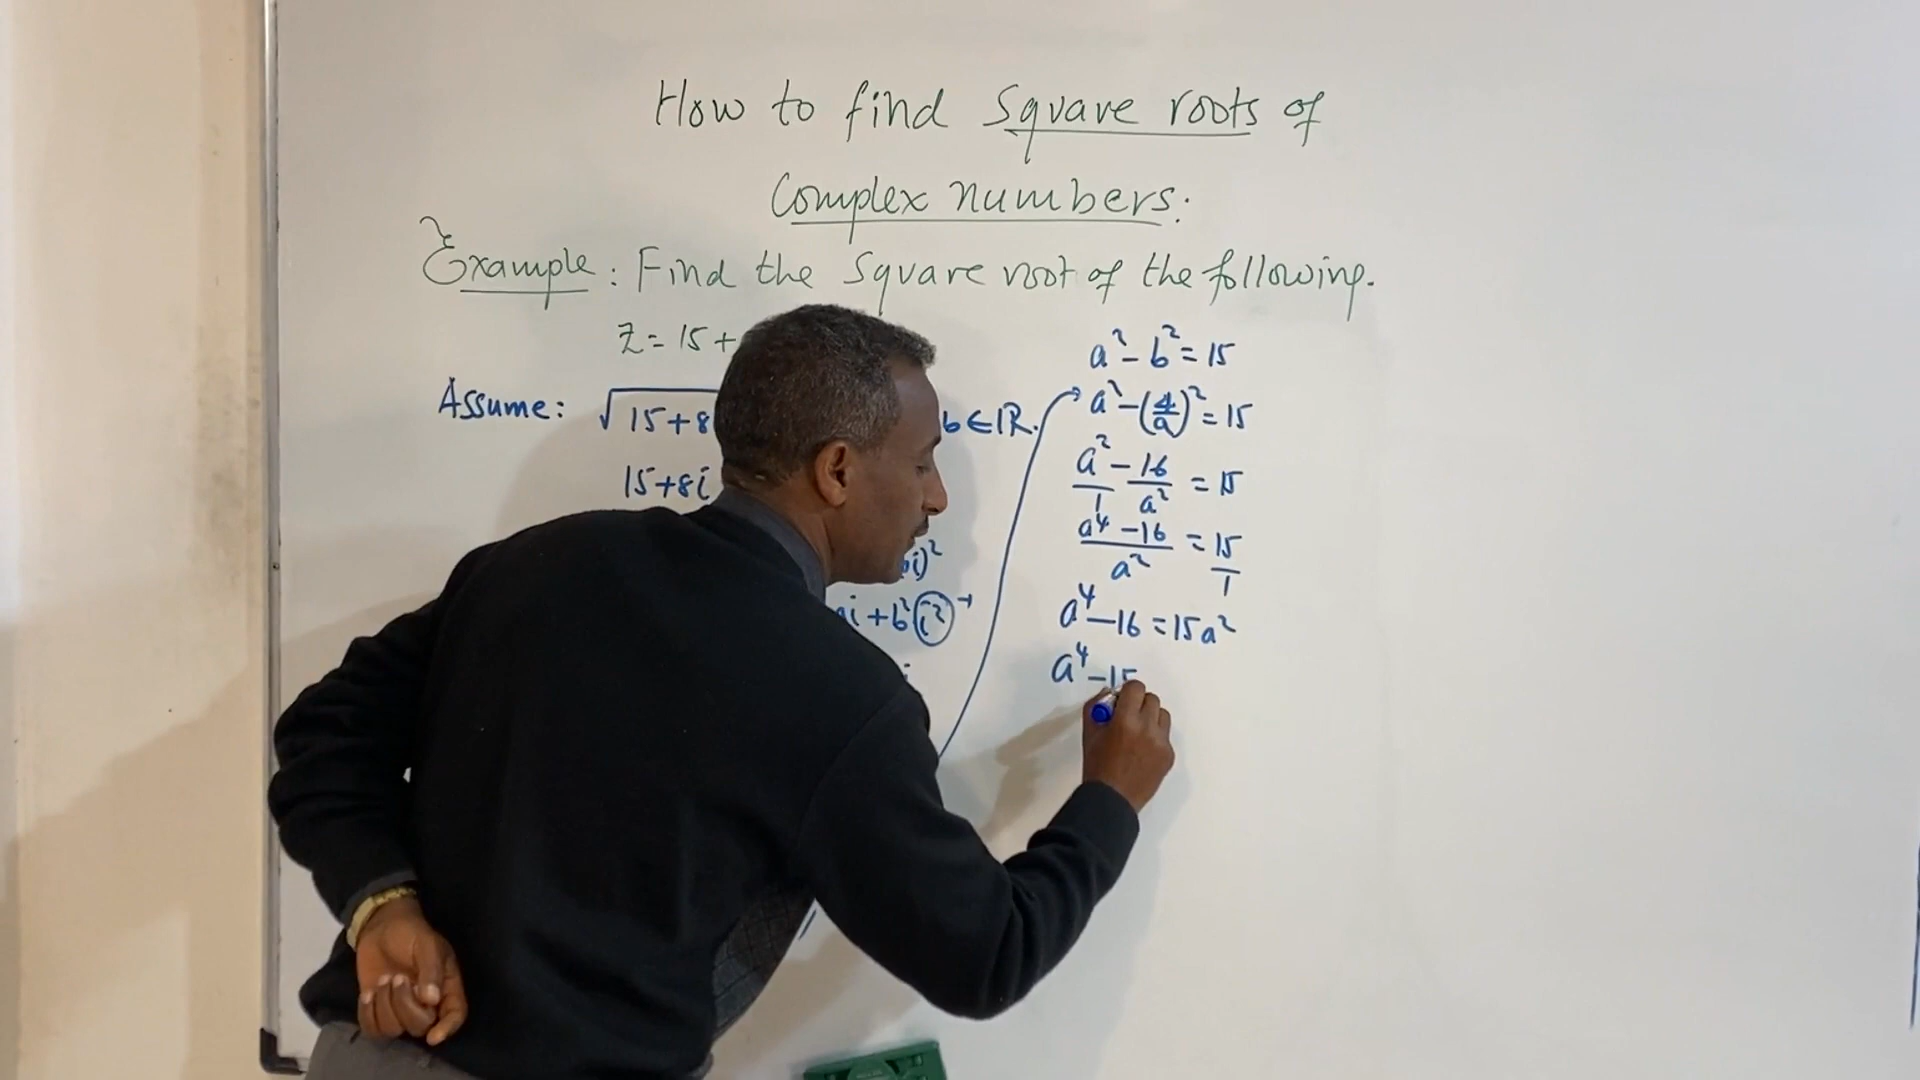 How to find Square roots of
Complex numbers:
Example: Find the Square root of the following.
Z = 15 +
Assume: √15+8
b ∈ ℝ.
15+8i
i)²
i + b²i²
a² - b² = 15
a² - (4/a)² = 15
a²/1 - 16/a² = 15
(a⁴ - 16)/a² = 15/1
a⁴ - 16 = 15a²
a⁴ - 15